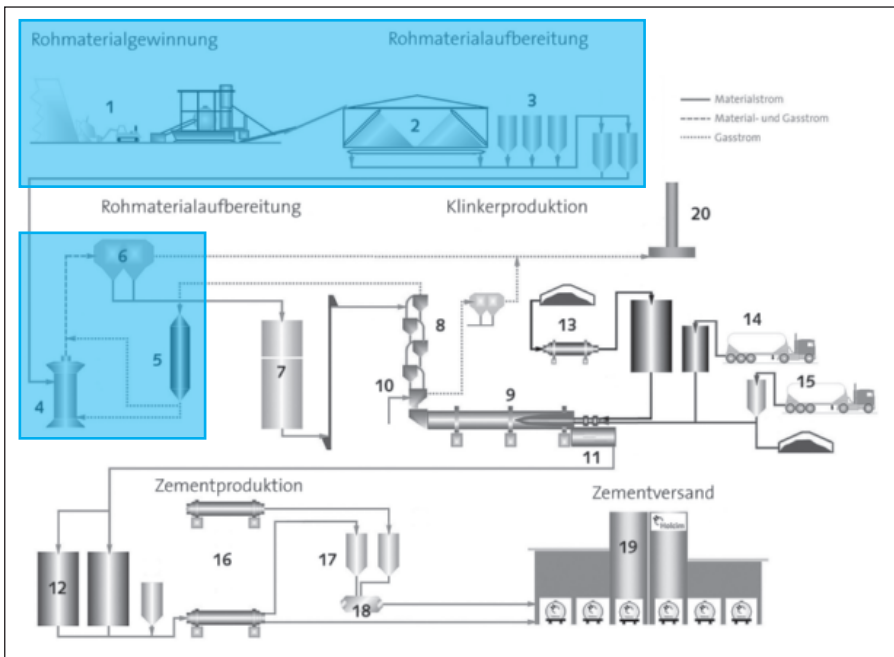 Rohmaterialgewinnung
Rohmaterialaufbereitung
1
2
3
Materialstrom
Material- und Gasstrom
Gasstrom
Rohmaterialaufbereitung
Klinkerproduktion
20
6
8
13
14
5
7
10
9
15
4
11
Zementproduktion
Zementversand
16
17
19
Holcim
12
18